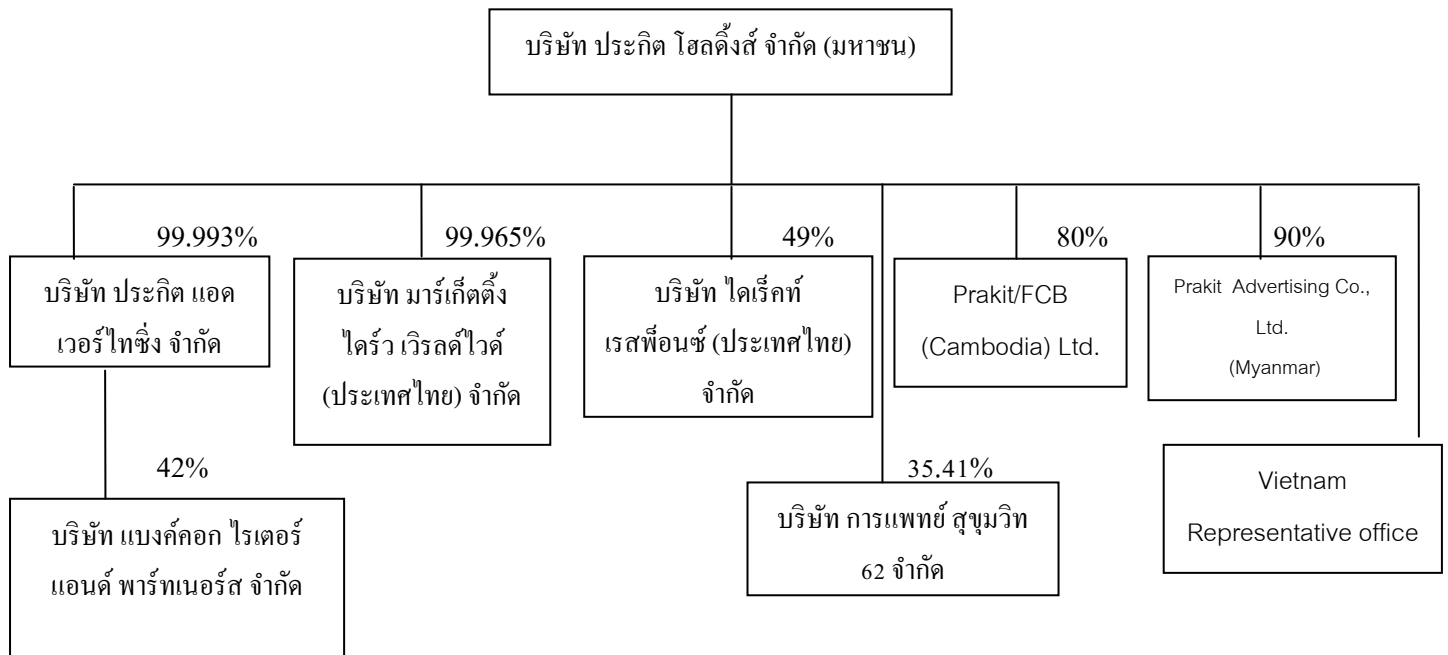 บริษัท ประกิต โฮลดิ้งส์ จำกัด (มหาชน)
99.993%
99.965%
49%
80%
90%
บริษัท ประกิต แอด
เวอร์ไทซิ่ง จำกัด
บริษัท มาร์เก็ตติ้ง
ไดร์ว เวิรลด์ไวด์
(ประเทศไทย) จำกัด
บริษัท ไดเร็คท์
เรสพ็อนซ์ (ประเทศไทย)
จำกัด
Prakit/FCB
(Cambodia) Ltd.
Prakit Advertising Co.,
Ltd.
(Myanmar)
42%
35.41%
บริษัท แบงค์คอก ไรเตอร์
แอนด์ พาร์ทเนอร์ส จำกัด
บริษัท การแพทย์ สุขุมวิท
62 จำกัด
Vietnam
Representative office